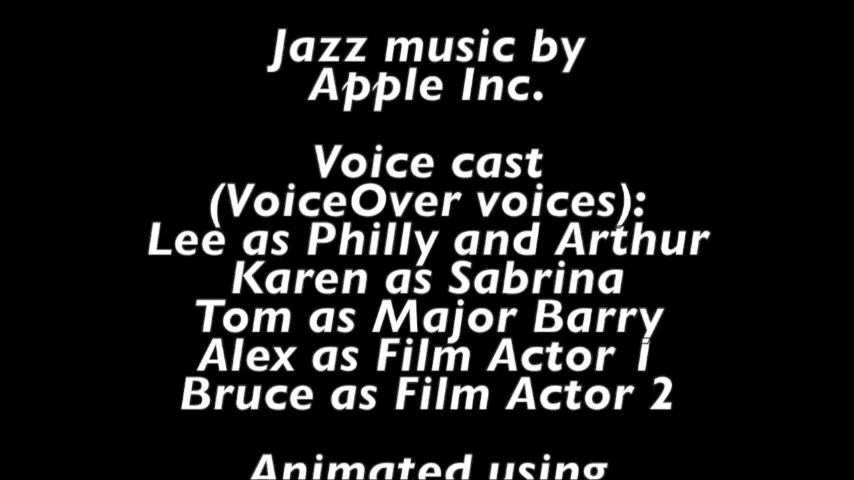 Jazz music by
Apple Inc.
Voice cast
(VoiceOver voices):
Lee as Philly and Arthur
Karen as Sabrina
Tom as Major Barry
Alex as Film Actor 1
Bruce as Film Actor 2
Animated using